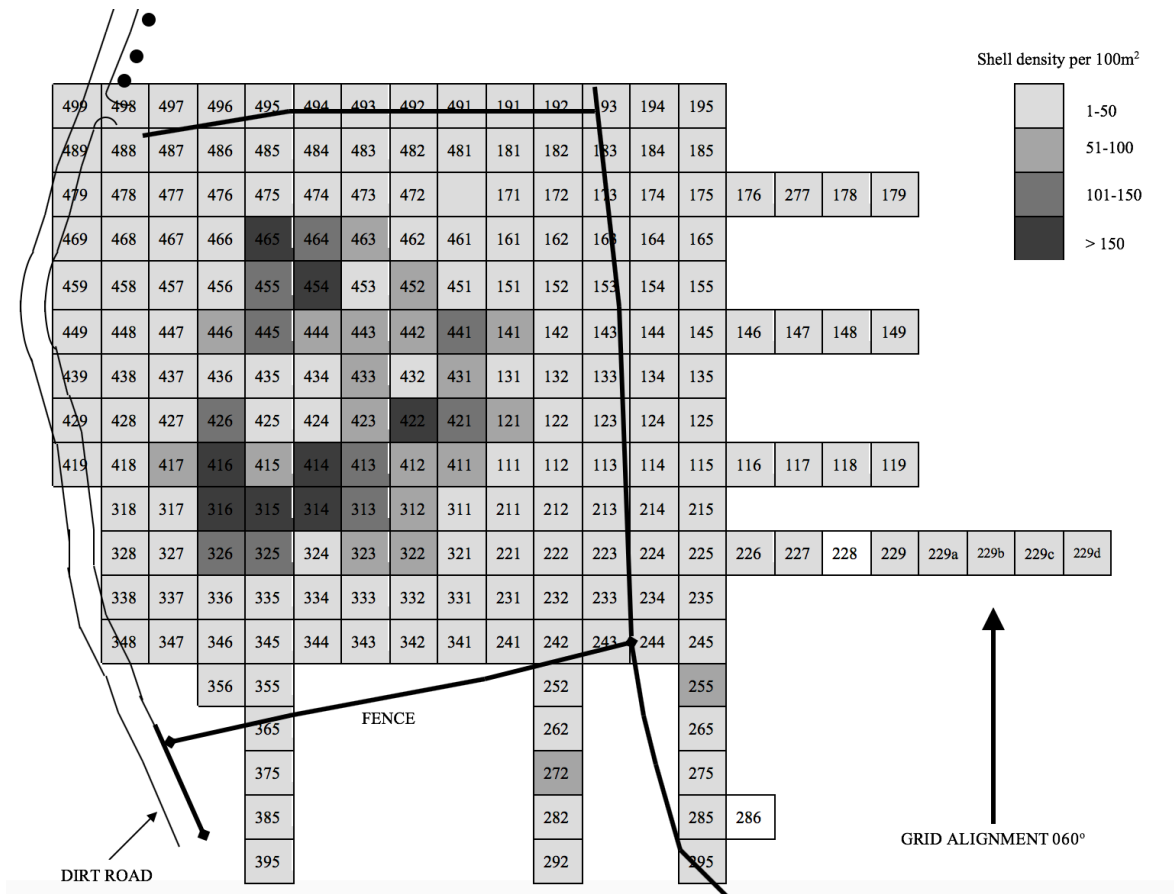 Shell density per 100m²
1-50
51-100
101-150
> 150
499 498 497 496 495 494 493 492 491 191 192 93 194 195
489 488 487 486 485 484 483 482 481 181 182 183 184 185
479 478 477 476 475 474 473 472 171 172 173 174 175 176 277 178 179
469 468 467 466 465 464 463 462 461 161 162 163 164 165
459 458 457 456 455 454 453 452 451 151 152 153 154 155
449 448 447 446 445 444 443 442 441 141 142 143 144 145 146 147 148 149
439 438 437 436 435 434 433 432 431 131 132 133 134 135
429 428 427 426 425 424 423 422 421 121 122 123 124 125
419 418 417 416 415 414 413 412 411 111 112 113 114 115 116 117 118 119
318 317 316 315 314 313 312 311 211 212 213 214 215
328 327 326 325 324 323 322 321 221 222 223 224 225 226 227 228 229 229a 229b 229c 229d
338 337 336 335 334 333 332 331 231 232 233 234 235
348 347 346 345 344 343 342 341 241 242 243 244 245
356 355 252 255
FENCE
365 262 265
375 272 275
385 282 285 286
GRID ALIGNMENT 060°
395 292 295
DIRT ROAD